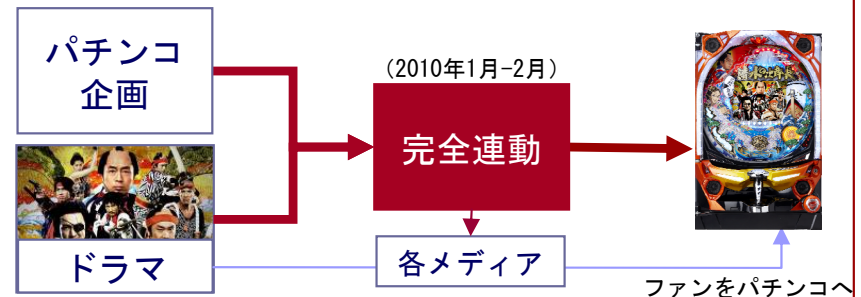 パチンコ
企画
(2010年1月-2月)
完全連動
ドラマ
各メディア
ファンをパチンコへ